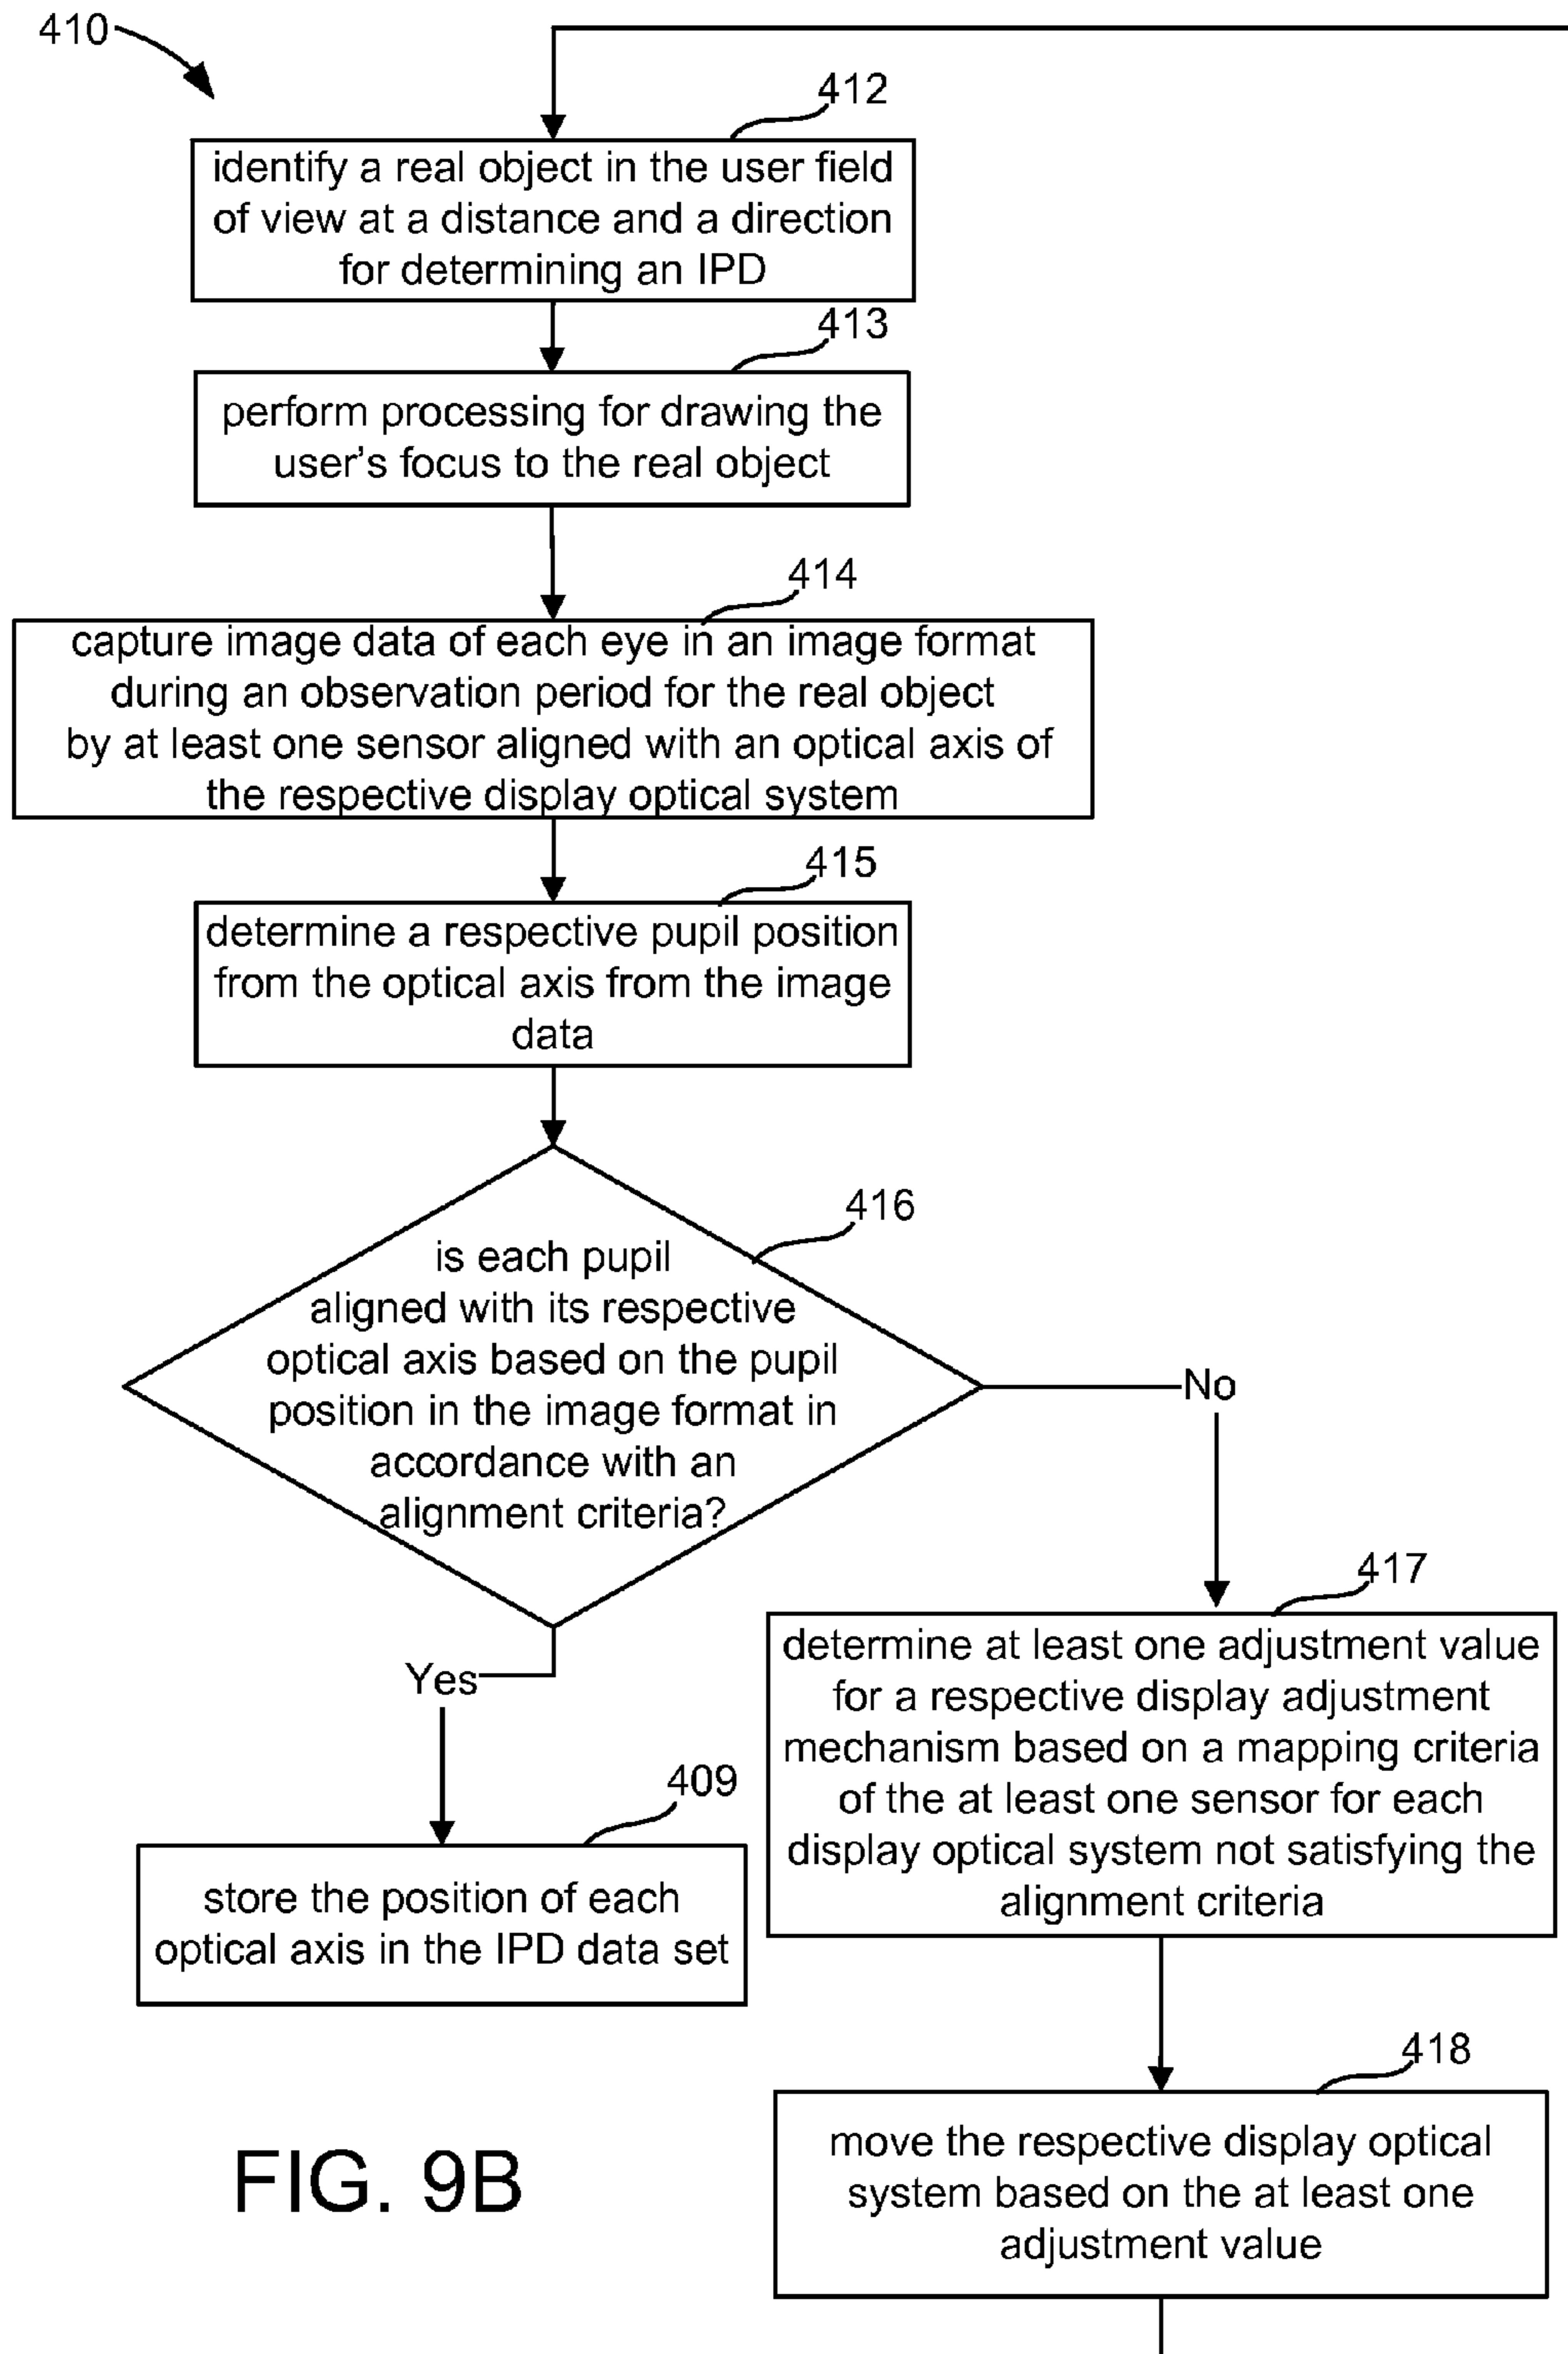 410
412
identify a real object in the user field
of view at a distance and a direction
for determining an IPD
413
perform processing for drawing the
user's focus to the real object
414
capture image data of each eye in an image format
during an observation period for the real object
by at least one sensor aligned with an optical axis of
the respective display optical system
415
determine a respective pupil position
from the optical axis from the image
data
416
is each pupil
aligned with its respective
optical axis based on the pupil
position in the image format in
accordance with an
alignment criteria?
No
Yes
417
determine at least one adjustment value
for a respective display adjustment
mechanism based on a mapping criteria
of the at least one sensor for each
display optical system not satisfying the
alignment criteria
409
store the position of each
optical axis in the IPD data set
418
move the respective display optical
system based on the at least one
adjustment value
FIG. 9B